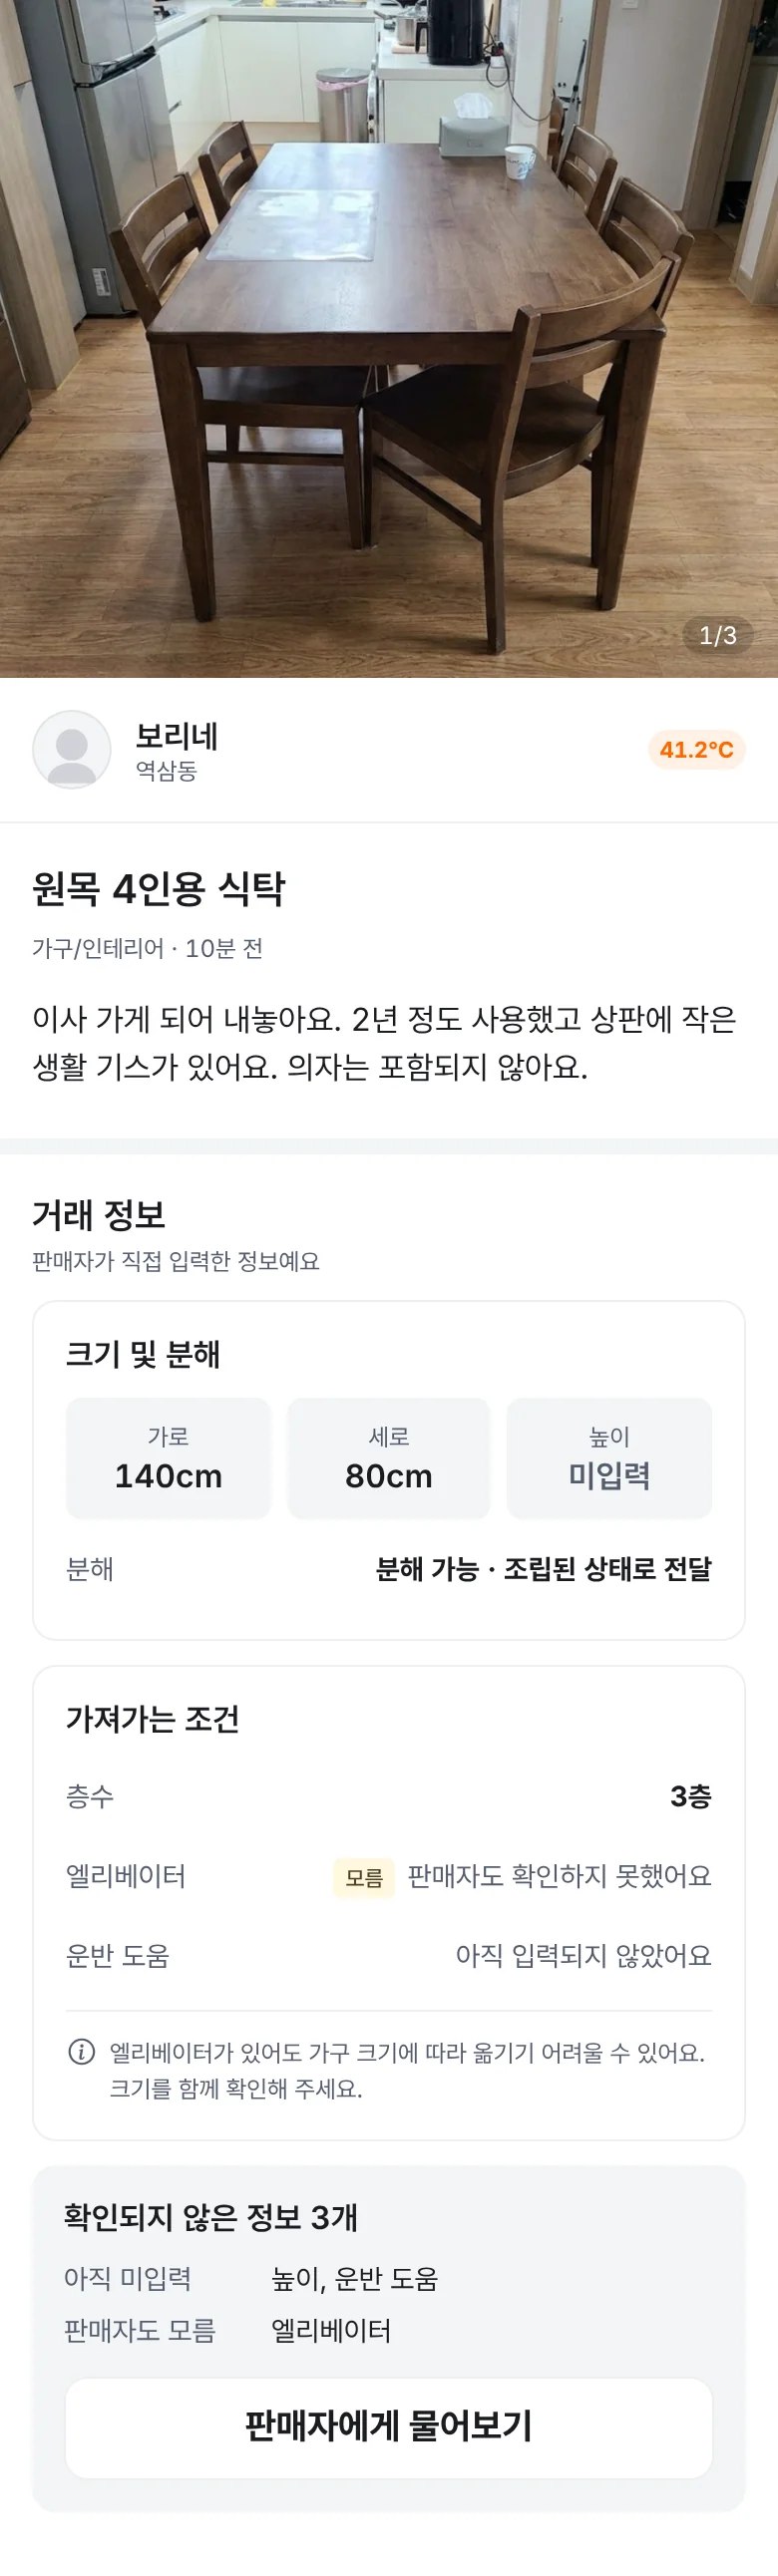 1/3
보리네
역삼동
41.2°C
원목 4인용 식탁
가구/인테리어 · 10분 전
이사 가게 되어 내놓아요. 2년 정도 사용했고 상판에 작은
생활 기스가 있어요. 의자는 포함되지 않아요.
거래 정보
판매자가 직접 입력한 정보예요
크기 및 분해
가로 세로 높이
140cm 80cm 미입력
분해 분해 가능 · 조립된 상태로 전달
가져가는 조건
층수 3층
엘리베이터 모름 판매자도 확인하지 못했어요
운반 도움 아직 입력되지 않았어요
엘리베이터가 있어도 가구 크기에 따라 옮기기 어려울 수 있어요.
크기를 함께 확인해 주세요.
확인되지 않은 정보 3개
아직 미입력 높이, 운반 도움
판매자도 모름 엘리베이터
판매자에게 물어보기